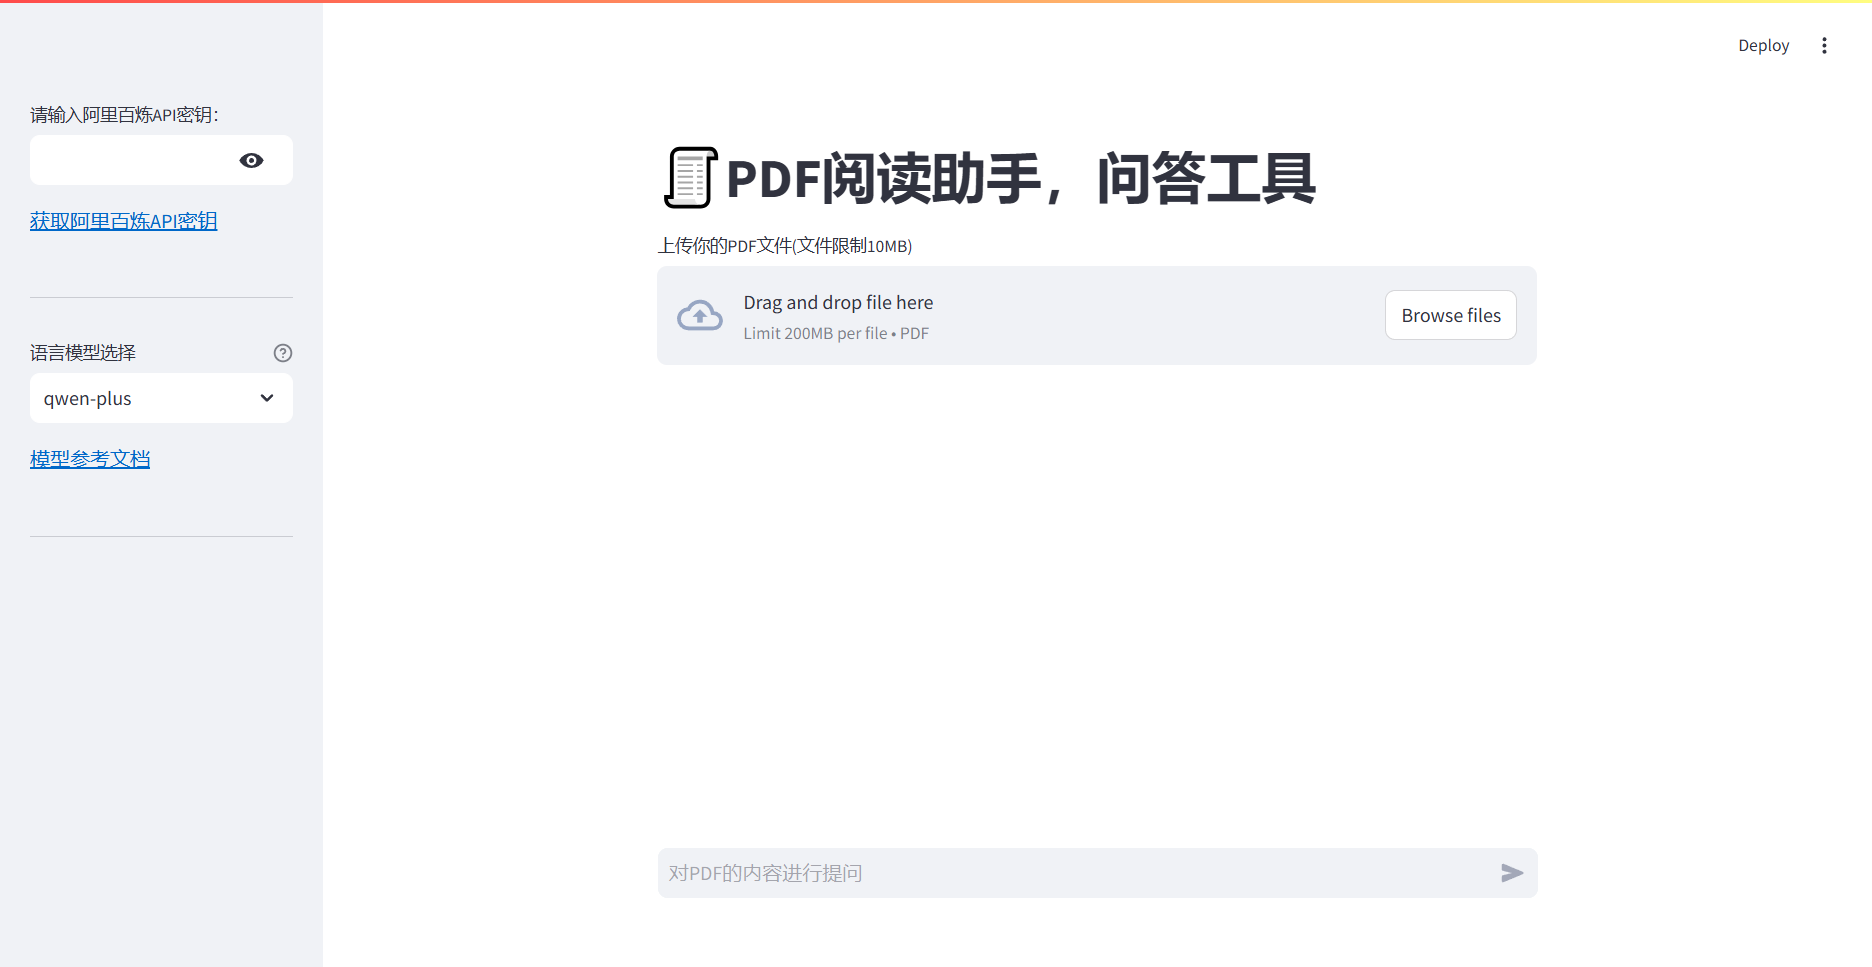 Deploy
请输入阿里百炼API密钥：
获取阿里百炼API密钥
语言模型选择
qwen-plus
模型参考文档
PDF阅读助手，问答工具
上传你的PDF文件(文件限制10MB)
Drag and drop file here
Limit 200MB per file • PDF
Browse files
对PDF的内容进行提问